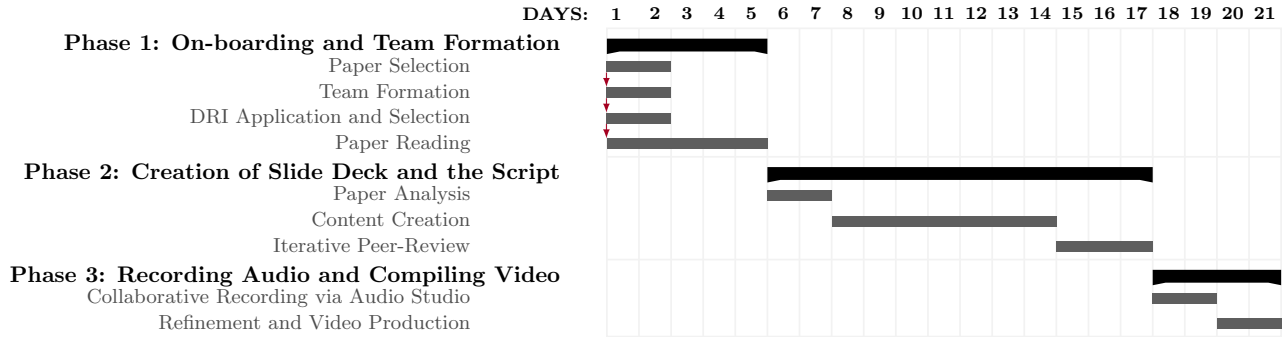 DAYS: 1 2 3 4 5 6 7 8 9 10 11 12 13 14 15 16 17 18 19 20 21
Phase 1: On-boarding and Team Formation
Paper Selection
Team Formation
DRI Application and Selection
Paper Reading
Phase 2: Creation of Slide Deck and the Script
Paper Analysis
Content Creation
Iterative Peer-Review
Phase 3: Recording Audio and Compiling Video
Collaborative Recording via Audio Studio
Refinement and Video Production